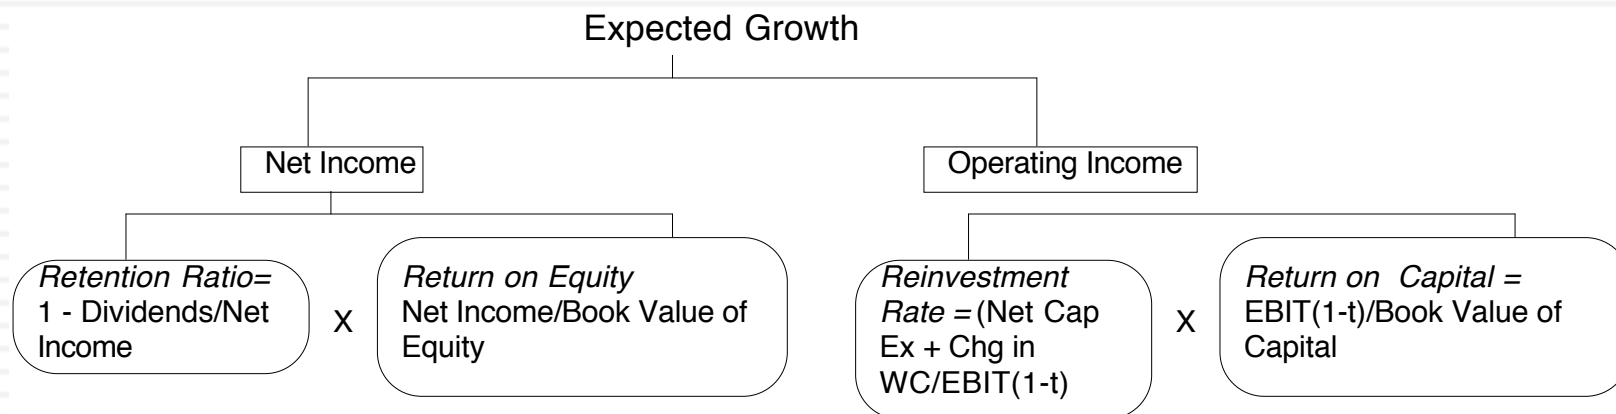 Expected Growth
Net Income
Operating Income
Retention Ratio=
1 - Dividends/Net
Income
X
Return on Equity
Net Income/Book Value of
Equity
Reinvestment
Rate = (Net Cap
Ex + Chg in
WC/EBIT(1-t)
X
Return on Capital =
EBIT(1-t)/Book Value of
Capital